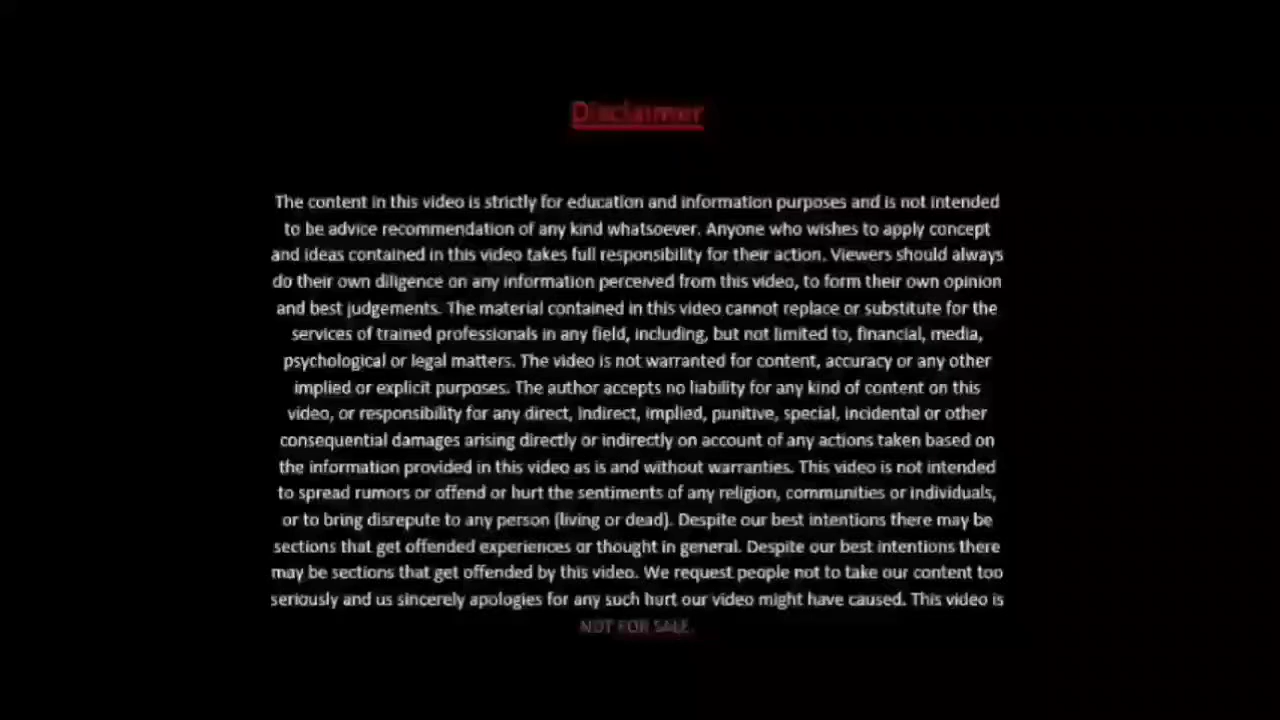 Disclaimer
The content in this video is strictly for education and information purposes and is not intended
to be advice recommendation of any kind whatsoever. Anyone who wishes to apply concept
and ideas contained in this video takes full responsibility for their action. Viewers should always
do their own diligence on any information perceived from this video, to form their own opinion
and best judgements. The material contained in this video cannot replace or substitute for the
services of trained professionals in any field, including, but not limited to, financial, media,
psychological or legal matters. The video is not warranted for content, accuracy or any other
implied or explicit purposes. The author accepts no liability for any kind of content on this
video, or responsibility for any direct, indirect, implied, punitive, special, incidental or other
consequential damages arising directly or indirectly on account of any actions taken based on
the information provided in this video as is and without warranties. This video is not intended
to spread rumors or offend or hurt the sentiments of any religion, communities or individuals,
or to bring disrepute to any person (living or dead). Despite our best intentions there may be
sections that get offended experiences or thought in general. Despite our best intentions there
may be sections that get offended by this video. We request people not to take our content too
seriously and us sincerely apologies for any such hurt our video might have caused. This video is
NOT FOR SALE.